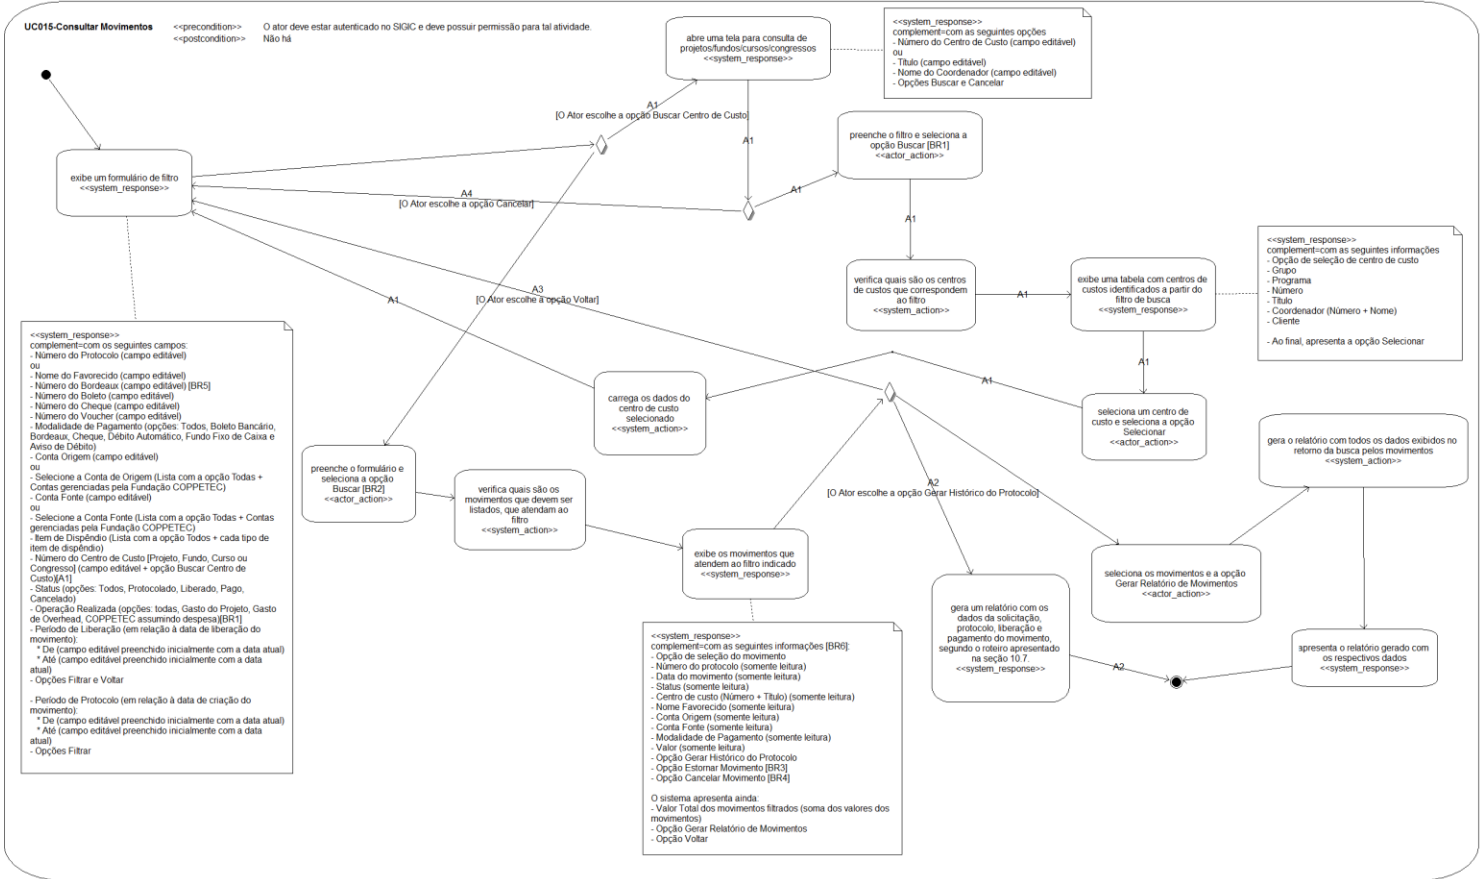 UC015-Consultar Movimentos
<<precondition>> O ator deve estar autenticado no SIGIC e deve possuir permissão para tal atividade.
<<postcondition>> Não há
abre uma tela para consulta de
projetos/fundos/cursos/congressos
<<system_response>>
<<system_response>>
complement=com as seguintes opções
- Número do Centro de Custo (campo editável)
ou
- Título (campo editável)
- Nome do Coordenador (campo editável)
- Opções Buscar e Cancelar
A1
[O Ator escolhe a opção Buscar Centro de Custo]
A1
preenche o filtro e seleciona a
opção Buscar [BR1]
<<actor_action>>
exibe um formulário de filtro
<<system_response>>
A4
[O Ator escolhe a opção Cancelar]
A1
A1
<<system_response>>
complement=com as seguintes informações
- Opção de seleção de centro de custo
- Grupo
- Programa
- Número
- Título
- Coordenador (Número + Nome)
- Cliente
- Ao final, apresenta a opção Selecionar
verifica quais são os centros
de custos que correspondem
ao filtro
<<system_action>>
A1
exibe uma tabela com centros de
custos identificados a partir do
filtro de busca
<<system_response>>
A3
[O Ator escolhe a opção Voltar]
A1
A1
A1
<<system_response>>
complement=com os seguintes campos:
- Número do Protocolo (campo editável)
ou
- Nome do Favorecido (campo editável)
- Número do Bordeaux (campo editável) [BR5]
- Número do Boleto (campo editável)
- Número do Cheque (campo editável)
- Número do Voucher (campo editável)
- Modalidade de Pagamento (opções: Todos, Boleto Bancário,
Bordeaux, Cheque, Débito Automático, Fundo Fixo de Caixa e
Aviso de Débito)
- Conta Origem (campo editável)
ou
- Selecione a Conta de Origem (Lista com a opção Todas +
Contas gerenciadas pela Fundação COPPETEC)
- Conta Fonte (campo editável)
ou
- Selecione a Conta Fonte (Lista com a opção Todas + Contas
gerenciadas pela Fundação COPPETEC)
- Item de Dispêndio (Lista com a opção Todos + cada tipo de
item de dispêndio)
- Número do Centro de Custo [Projeto, Fundo, Curso ou
Congresso] (campo editável + opção Buscar Centro de
Custo)[A1]
- Status (opções: Todos, Protocolado, Liberado, Pago,
Cancelado)
- Operação Realizada (opções: todas, Gasto do Projeto, Gasto
de Overhead, COPPETEC assumindo despesa)[BR1]
- Período de Liberação (em relação à data de liberação do
movimento):
* De (campo editável preenchido inicialmente com a data atual)
* Até (campo editável preenchido inicialmente com a data
atual)
- Opções Filtrar e Voltar
- Período de Protocolo (em relação à data de criação do
movimento):
* De (campo editável preenchido inicialmente com a data atual)
* Até (campo editável preenchido inicialmente com a data
atual)
- Opções Filtrar
carrega os dados do
centro de custo
selecionado
<<system_action>>
seleciona um centro de
custo e seleciona a opção
Selecionar
<<actor_action>>
gera o relatório com todos os dados exibidos no
retorno da busca pelos movimentos
<<system_action>>
preenche o formulário e
seleciona a opção
Buscar [BR2]
<<actor_action>>
verifica quais são os
movimentos que devem ser
listados, que atendam ao
filtro
<<system_action>>
A2
[O Ator escolhe a opção Gerar Histórico do Protocolo]
exibe os movimentos que
atendem ao filtro indicado
<<system_response>>
seleciona os movimentos e a opção
Gerar Relatório de Movimentos
<<actor_action>>
gera um relatório com os
dados da solicitação,
protocolo, liberação e
pagamento do movimento,
segundo o roteiro apresentado
na seção 10.7.
<<system_response>>
A2
apresenta o relatório gerado com
os respectivos dados
<<system_response>>
<<system_response>>
complement=com as seguintes informações [BR6]:
- Opção de seleção do movimento
- Número do protocolo (somente leitura)
- Data do movimento (somente leitura)
- Status (somente leitura)
- Centro de custo (Número + Título) (somente leitura)
- Nome Favorecido (somente leitura)
- Conta Origem (somente leitura)
- Conta Fonte (somente leitura)
- Modalidade de Pagamento (somente leitura)
- Valor (somente leitura)
- Opção Gerar Histórico do Protocolo
- Opção Estornar Movimento [BR3]
- Opção Cancelar Movimento [BR4]
O sistema apresenta ainda:
- Valor Total dos movimentos filtrados (soma dos valores dos
movimentos)
- Opção Gerar Relatório de Movimentos
- Opção Voltar